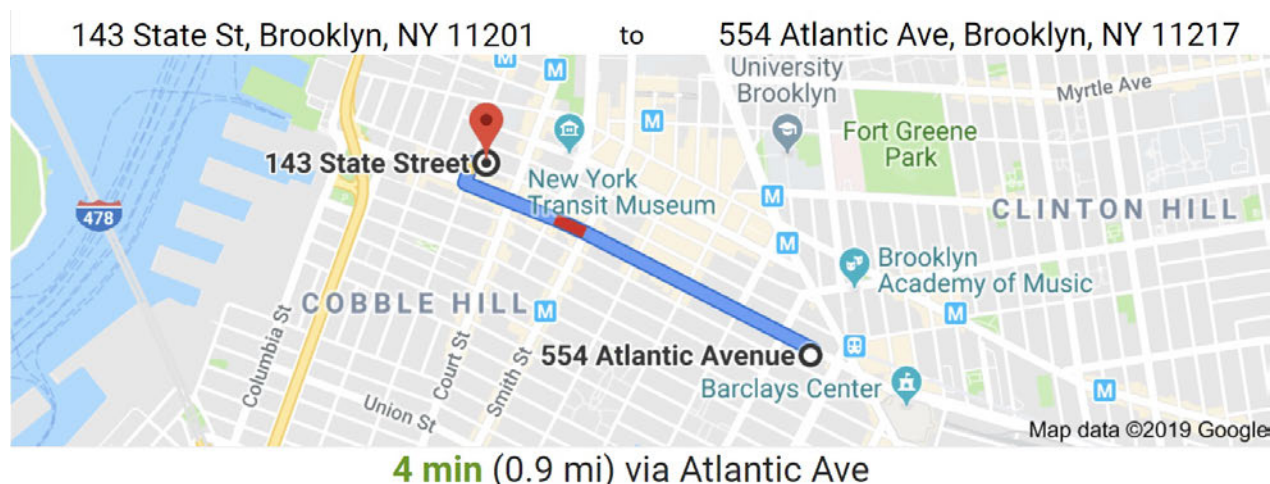 143 State St, Brooklyn, NY 11201 to 554 Atlantic Ave, Brooklyn, NY 11217
M
M
University
Brooklyn
Myrtle Ave
M
Fort Greene
Park
143 State Street
New York
Transit Museum
M
478
CLINTON HILL
M
Brooklyn
Academy of Music
COBBLE HILL
M
M
Columbia St
Court St
Smith St
554 Atlantic Avenue
Barclays Center
M
Union St
Map data ©2019 Google
4 min (0.9 mi) via Atlantic Ave